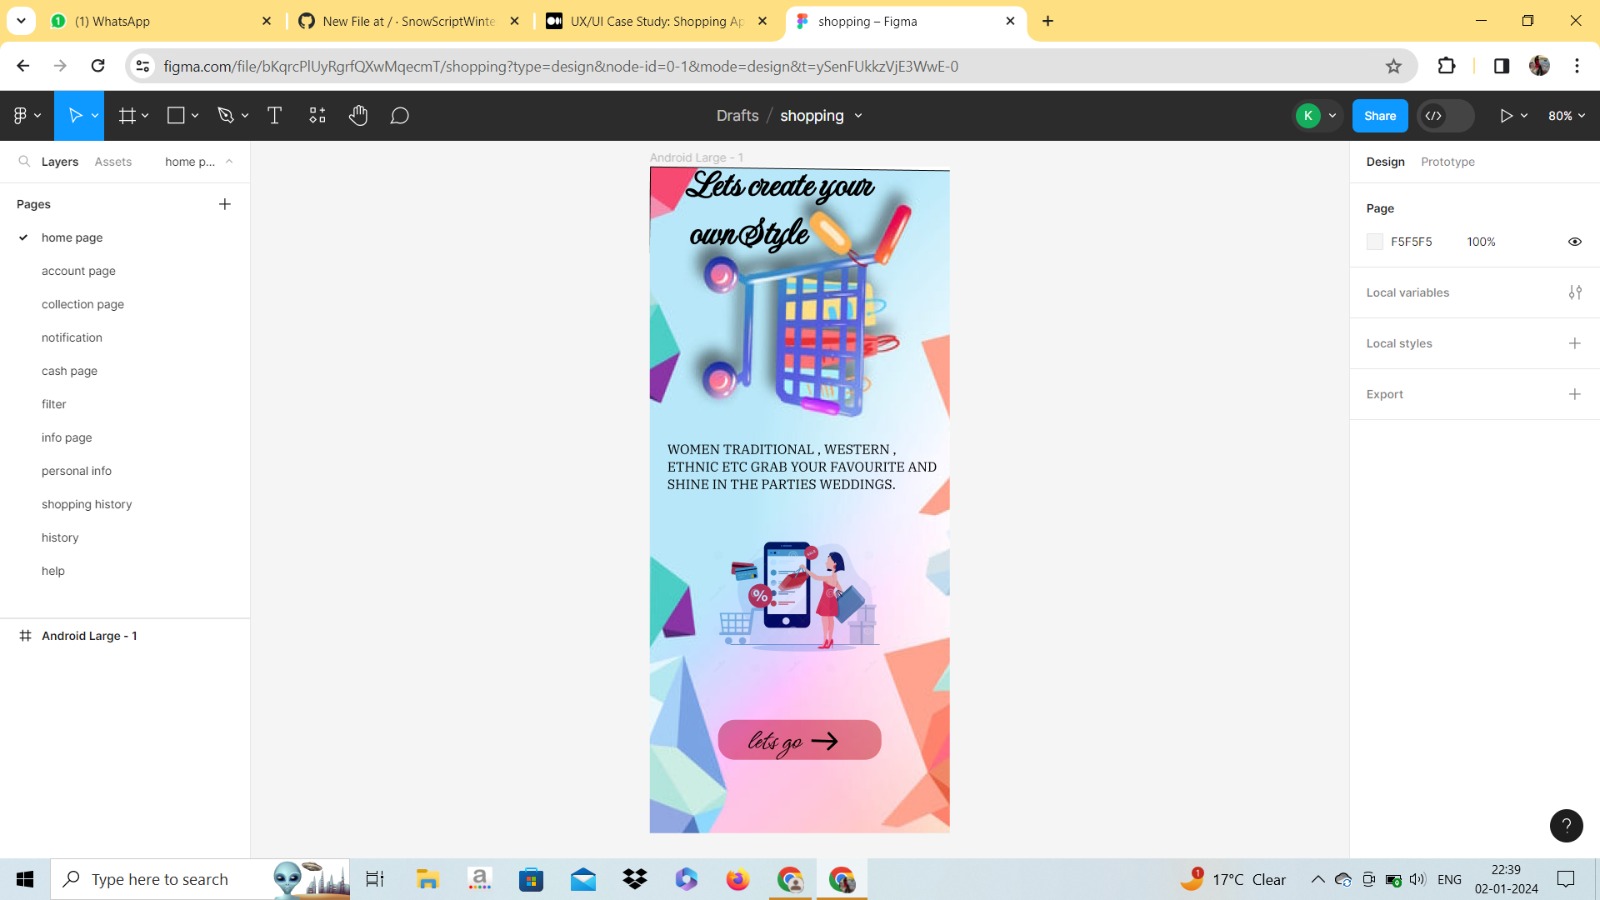 (1) WhatsApp
New File at / · SnowScriptWinte
UX/UI Case Study: Shopping Ap
shopping – Figma
figma.com/file/bKqrcPlUyRgrfQXwMqecmT/shopping?type=design&node-id=0-1&mode=design&t=ySenFUkkzVjE3WwE-0
Drafts / shopping
K
Share
80%
Layers
Assets
home p...
Design
Prototype
Pages
home page
account page
collection page
notification
cash page
filter
info page
personal info
shopping history
history
help
Android Large - 1
Android Large - 1
Lets create your
own Style
WOMEN TRADITIONAL , WESTERN ,
ETHNIC ETC GRAB YOUR FAVOURITE AND
SHINE IN THE PARTIES WEDDINGS.
%
lets go
Page
F5F5F5 100%
Local variables
Local styles
Export
?
Type here to search
1
17°C Clear
ENG
22:39
02-01-2024